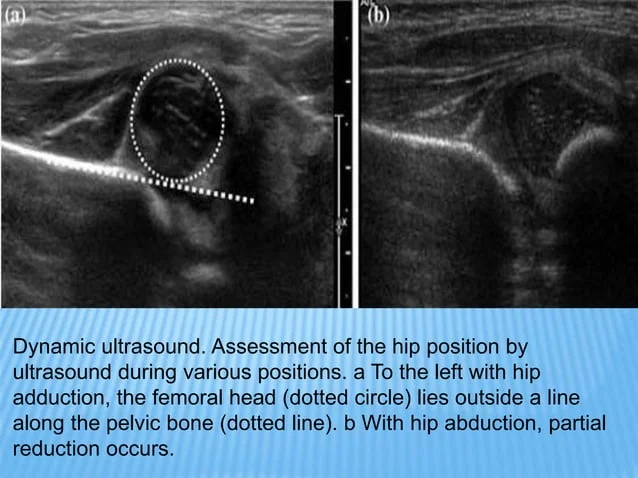 (a)
(b)
Dynamic ultrasound. Assessment of the hip position by
ultrasound during various positions. a To the left with hip
adduction, the femoral head (dotted circle) lies outside a line
along the pelvic bone (dotted line). b With hip abduction, partial
reduction occurs.